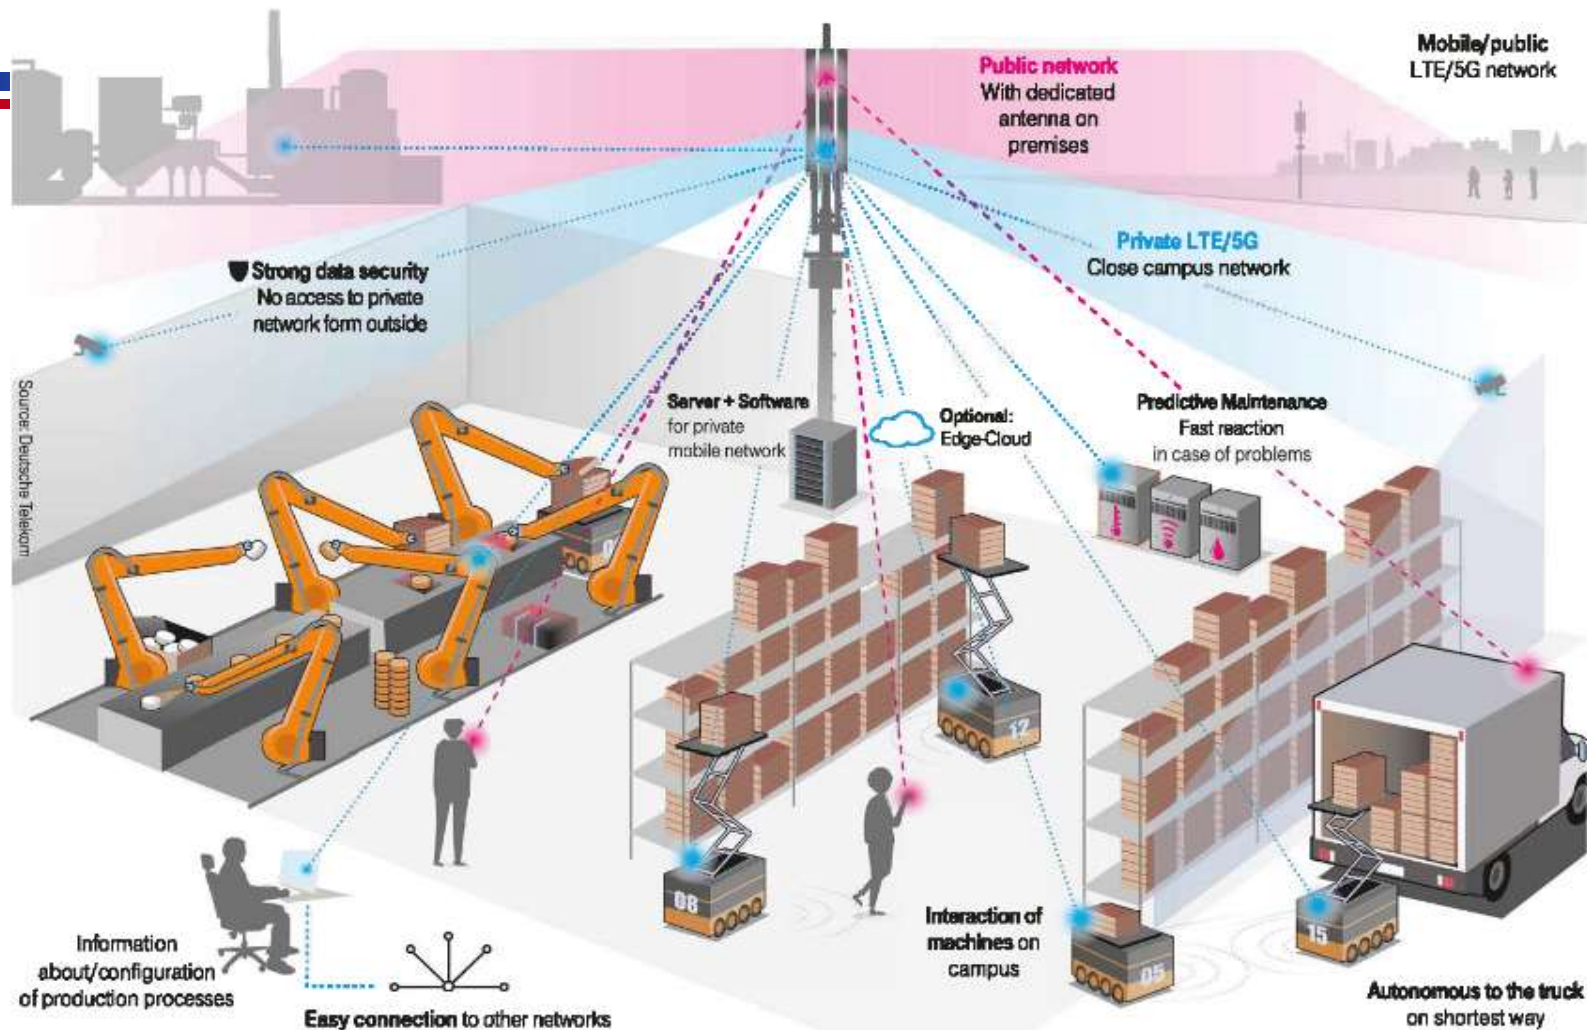 Mobile/public
LTE/5G network
Public network
With dedicated
antenna on
premises
Private LTE/5G
Close campus network
Strong data security
No access to private
network form outside
Source: Deutsche Telekom
Server + Software
for private
mobile network
Optional:
Edge-Cloud
Predictive Maintenance
Fast reaction
in case of problems
12
08
05
15
Interaction of
machines on
campus
Information
about/configuration
of production processes
Easy connection to other networks
Autonomous to the truck
on shortest way